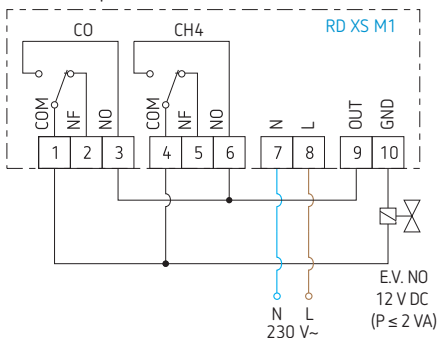 CO
CH4
RD XS M1
COM
NF
NO
COM
NF
NO
N
L
OUT
GND
1 2 3 4 5 6 7 8 9 10
E.V. NO
12 V DC
(P ≤ 2 VA)
N L
230 V~